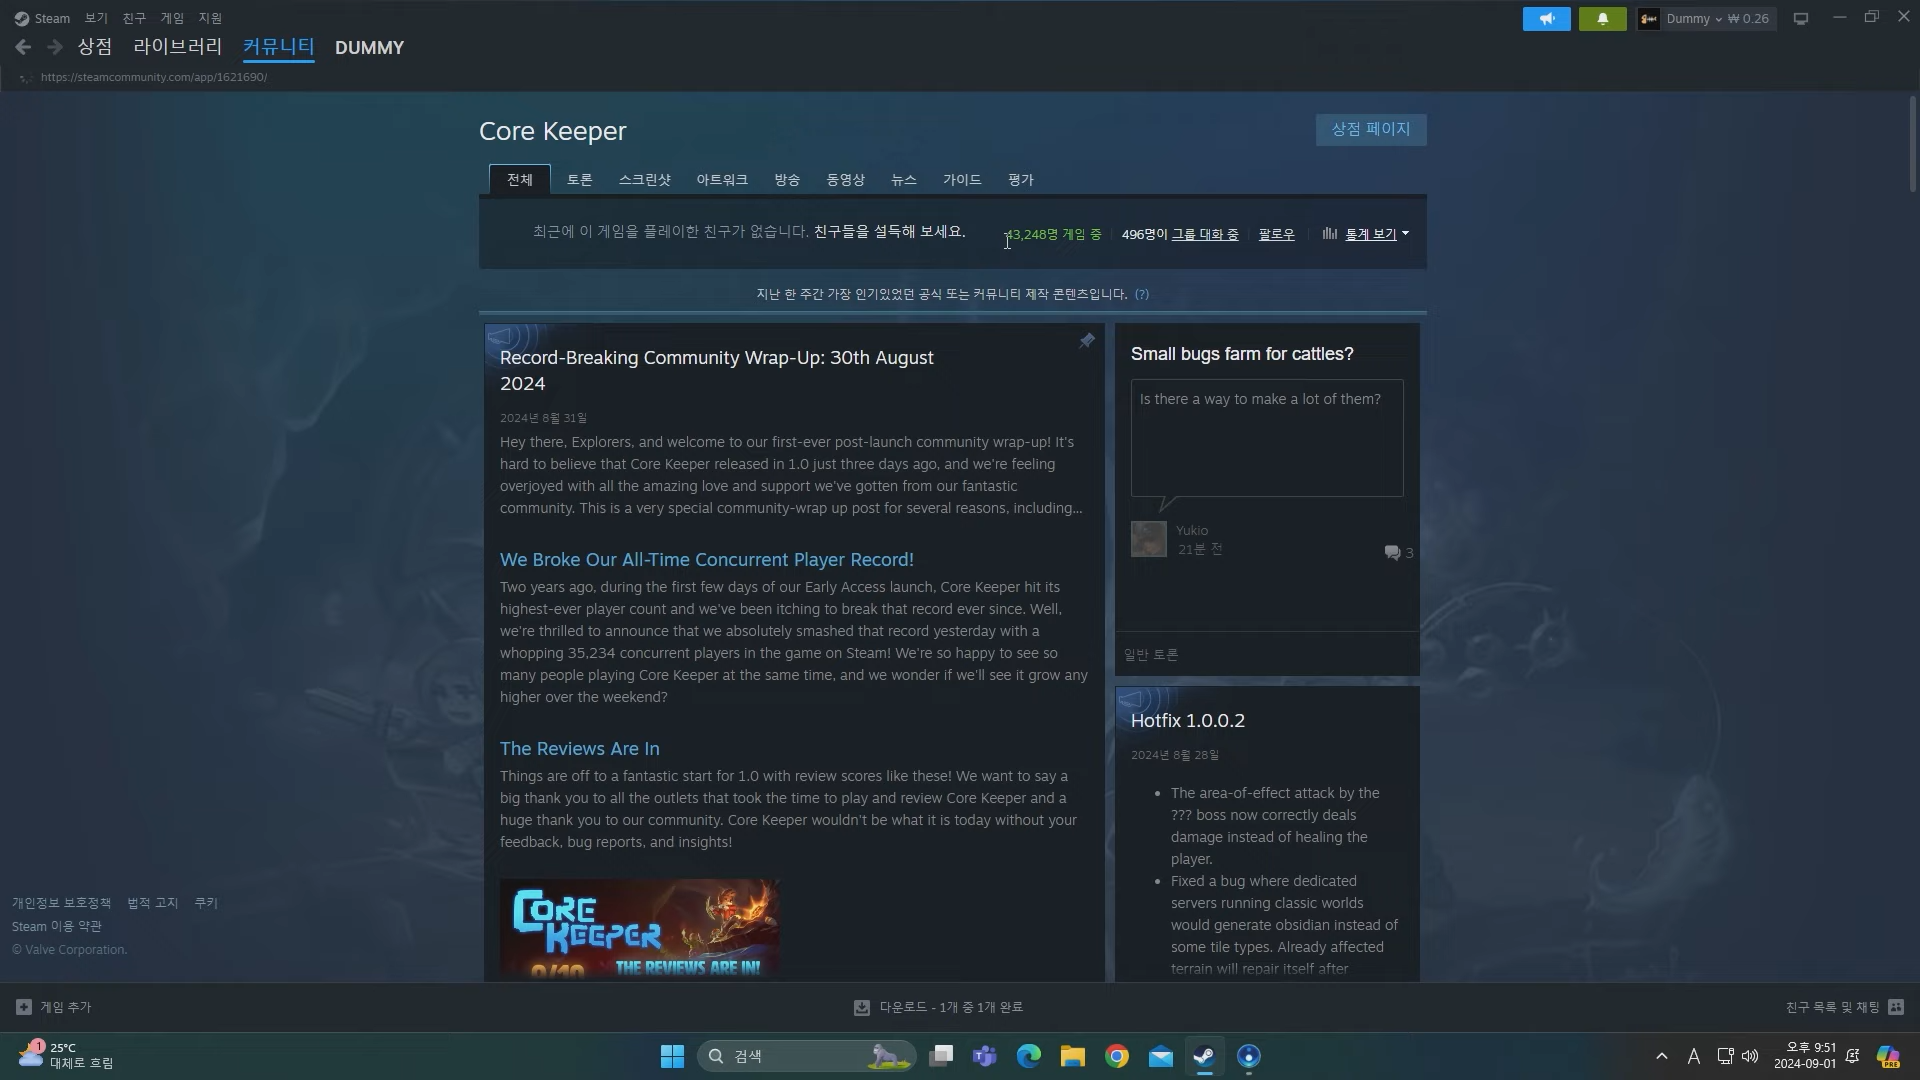 Steam 보기 친구 게임 지원
Dummy ₩ 0.26
상점 라이브러리 커뮤니티 DUMMY
https://steamcommunity.com/app/1621690/
Core Keeper
상점 페이지
전체 토론 스크린샷 아트워크 방송 동영상 뉴스 가이드 평가
최근에 이 게임을 플레이한 친구가 없습니다. 친구들을 설득해 보세요.
43,248명 게임 중 496명이 그룹 대화 중 팔로우 통계 보기
지난 한 주간 가장 인기있었던 공식 또는 커뮤니티 제작 콘텐츠입니다. (?)
Record-Breaking Community Wrap-Up: 30th August
2024
2024년 8월 31일
Hey there, Explorers, and welcome to our first-ever post-launch community wrap-up! It's
hard to believe that Core Keeper released in 1.0 just three days ago, and we're feeling
overjoyed with all the amazing love and support we've gotten from our fantastic
community. This is a very special community-wrap up post for several reasons, including...
We Broke Our All-Time Concurrent Player Record!
Two years ago, during the first few days of our Early Access launch, Core Keeper hit its
highest-ever player count and we've been itching to break that record ever since. Well,
we're thrilled to announce that we absolutely smashed that record yesterday with a
whopping 35,234 concurrent players in the game on Steam! We're so happy to see so
many people playing Core Keeper at the same time, and we wonder if we'll see it grow any
higher over the weekend?
The Reviews Are In
Things are off to a fantastic start for 1.0 with review scores like these! We want to say a
big thank you to all the outlets that took the time to play and review Core Keeper and a
huge thank you to our community. Core Keeper wouldn't be what it is today without your
feedback, bug reports, and insights!
CORE
KEEPER
9/10 THE REVIEWS ARE IN!
Small bugs farm for cattles?
Is there a way to make a lot of them?
Yukio
21분 전
3
일반 토론
Hotfix 1.0.0.2
2024년 8월 28일
• The area-of-effect attack by the
??? boss now correctly deals
damage instead of healing the
player.
• Fixed a bug where dedicated
servers running classic worlds
would generate obsidian instead of
some tile types. Already affected
terrain will repair itself after
개인정보 보호정책 법적 고지 쿠키
Steam 이용 약관
© Valve Corporation.
게임 추가
다운로드 - 1개 중 1개 완료
친구 목록 및 채팅
1
25°C
대체로 흐림
검색
A
오후 9:51
2024-09-01
PRE